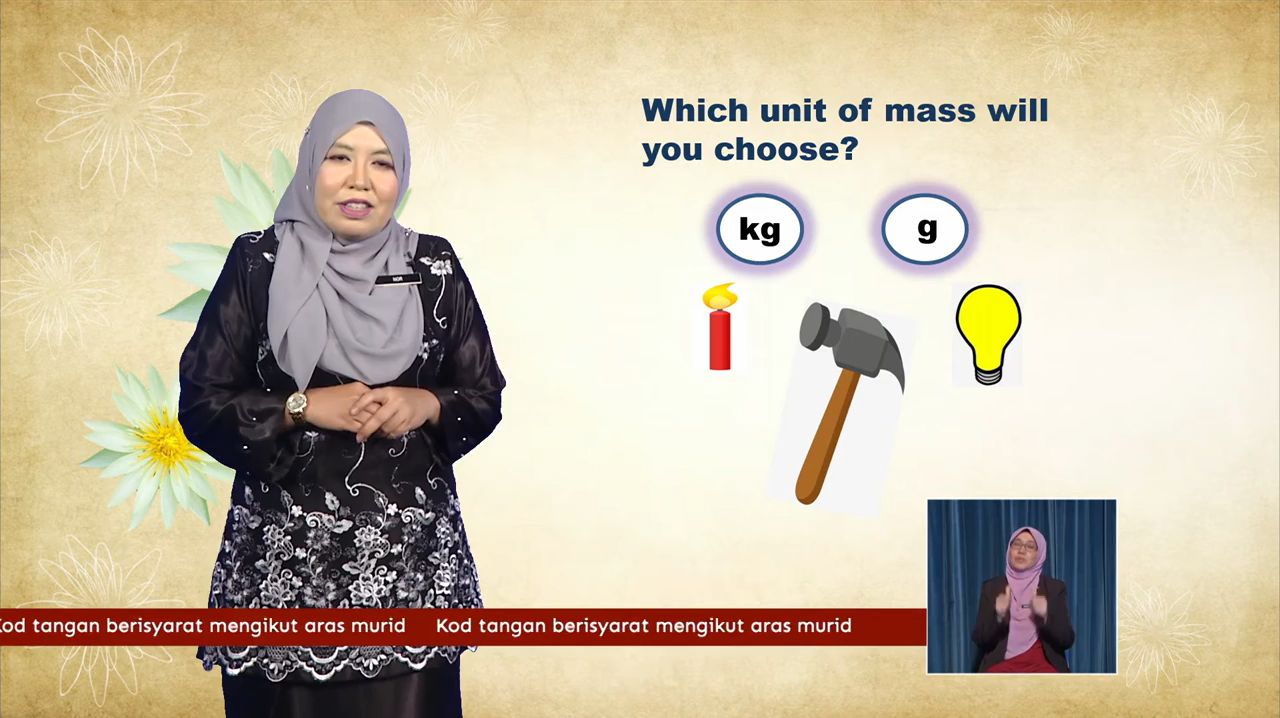 Which unit of mass will
you choose?
kg
g
NOR
Kod tangan berisyarat mengikut aras murid Kod tangan berisyarat mengikut aras murid